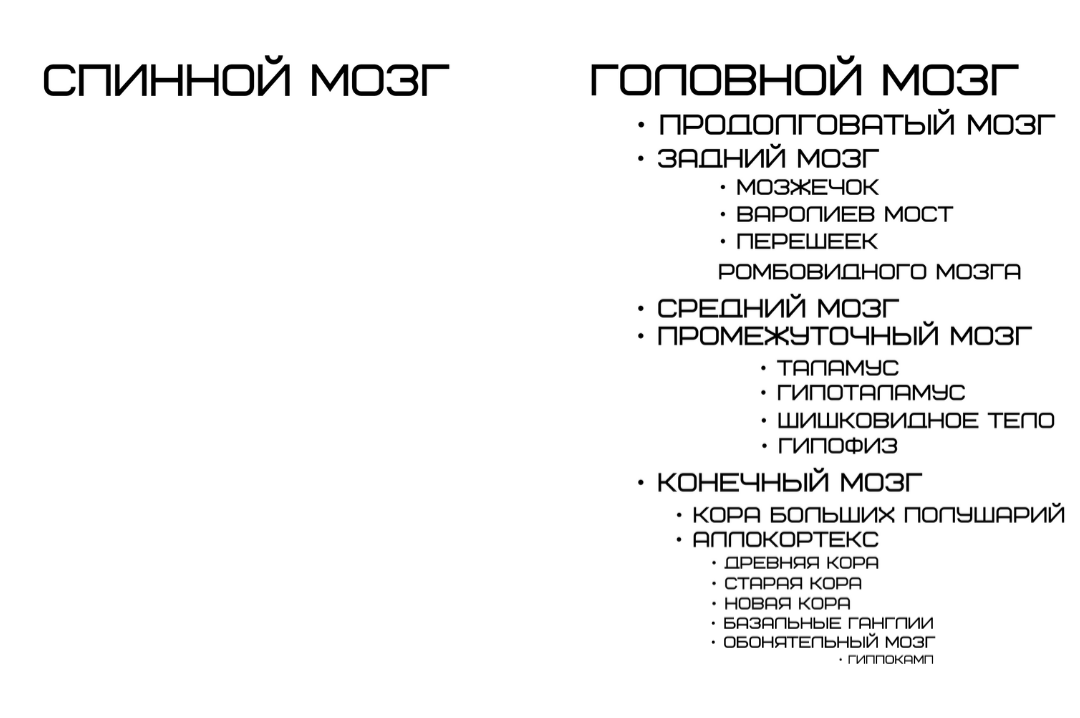 СПИННОЙ МОЗГ
ГОЛОВНОЙ МОЗГ
• ПРОДОЛГОВАТЫЙ МОЗГ
• ЗАДНИЙ МОЗГ
• МОЗЖЕЧОК
• ВАРОЛИЕВ МОСТ
• ПЕРЕШЕЕК
РОМБОВИДНОГО МОЗГА
• СРЕДНИЙ МОЗГ
• ПРОМЕЖУТОЧНЫЙ МОЗГ
• ТАЛАМУС
• ГИПОТАЛАМУС
• ШИШКОВИДНОЕ ТЕЛО
• ГИПОФИЗ
• КОНЕЧНЫЙ МОЗГ
• КОРА БОЛЬШИХ ПОЛУШАРИЙ
• АЛЛОКОРТЕКС
• ДРЕВНЯЯ КОРА
• СТАРАЯ КОРА
• НОВАЯ КОРА
• БАЗАЛЬНЫЕ ГАНГЛИИ
• ОБОНЯТЕЛЬНЫЙ МОЗГ
• ГИППОКАМП